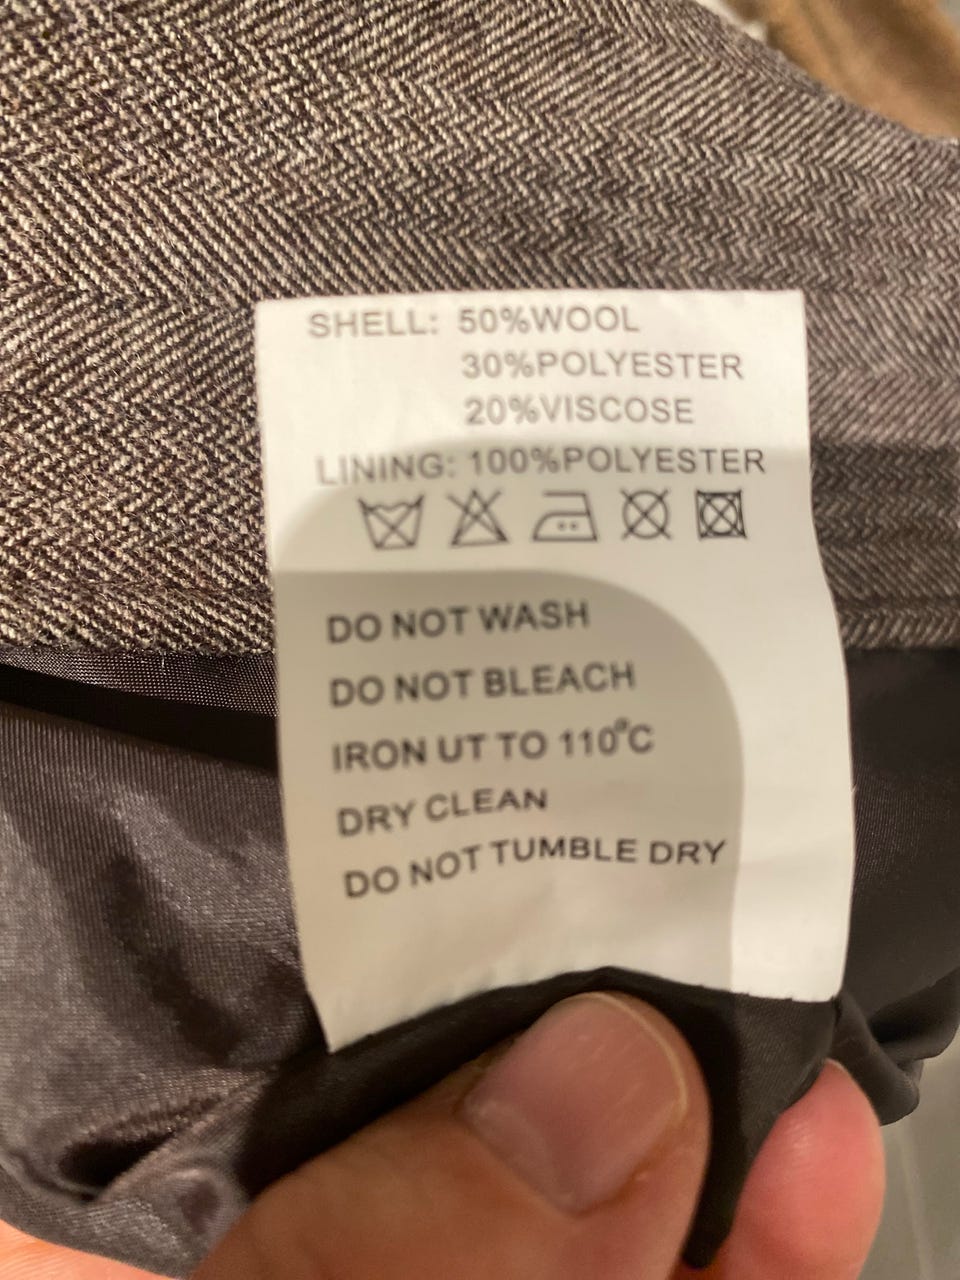 SHELL: 50%WOOL
30%POLYESTER
20%VISCOSE
LINING: 100%POLYESTER
DO NOT WASH
DO NOT BLEACH
IRON UT TO 110°C
DRY CLEAN
DO NOT TUMBLE DRY